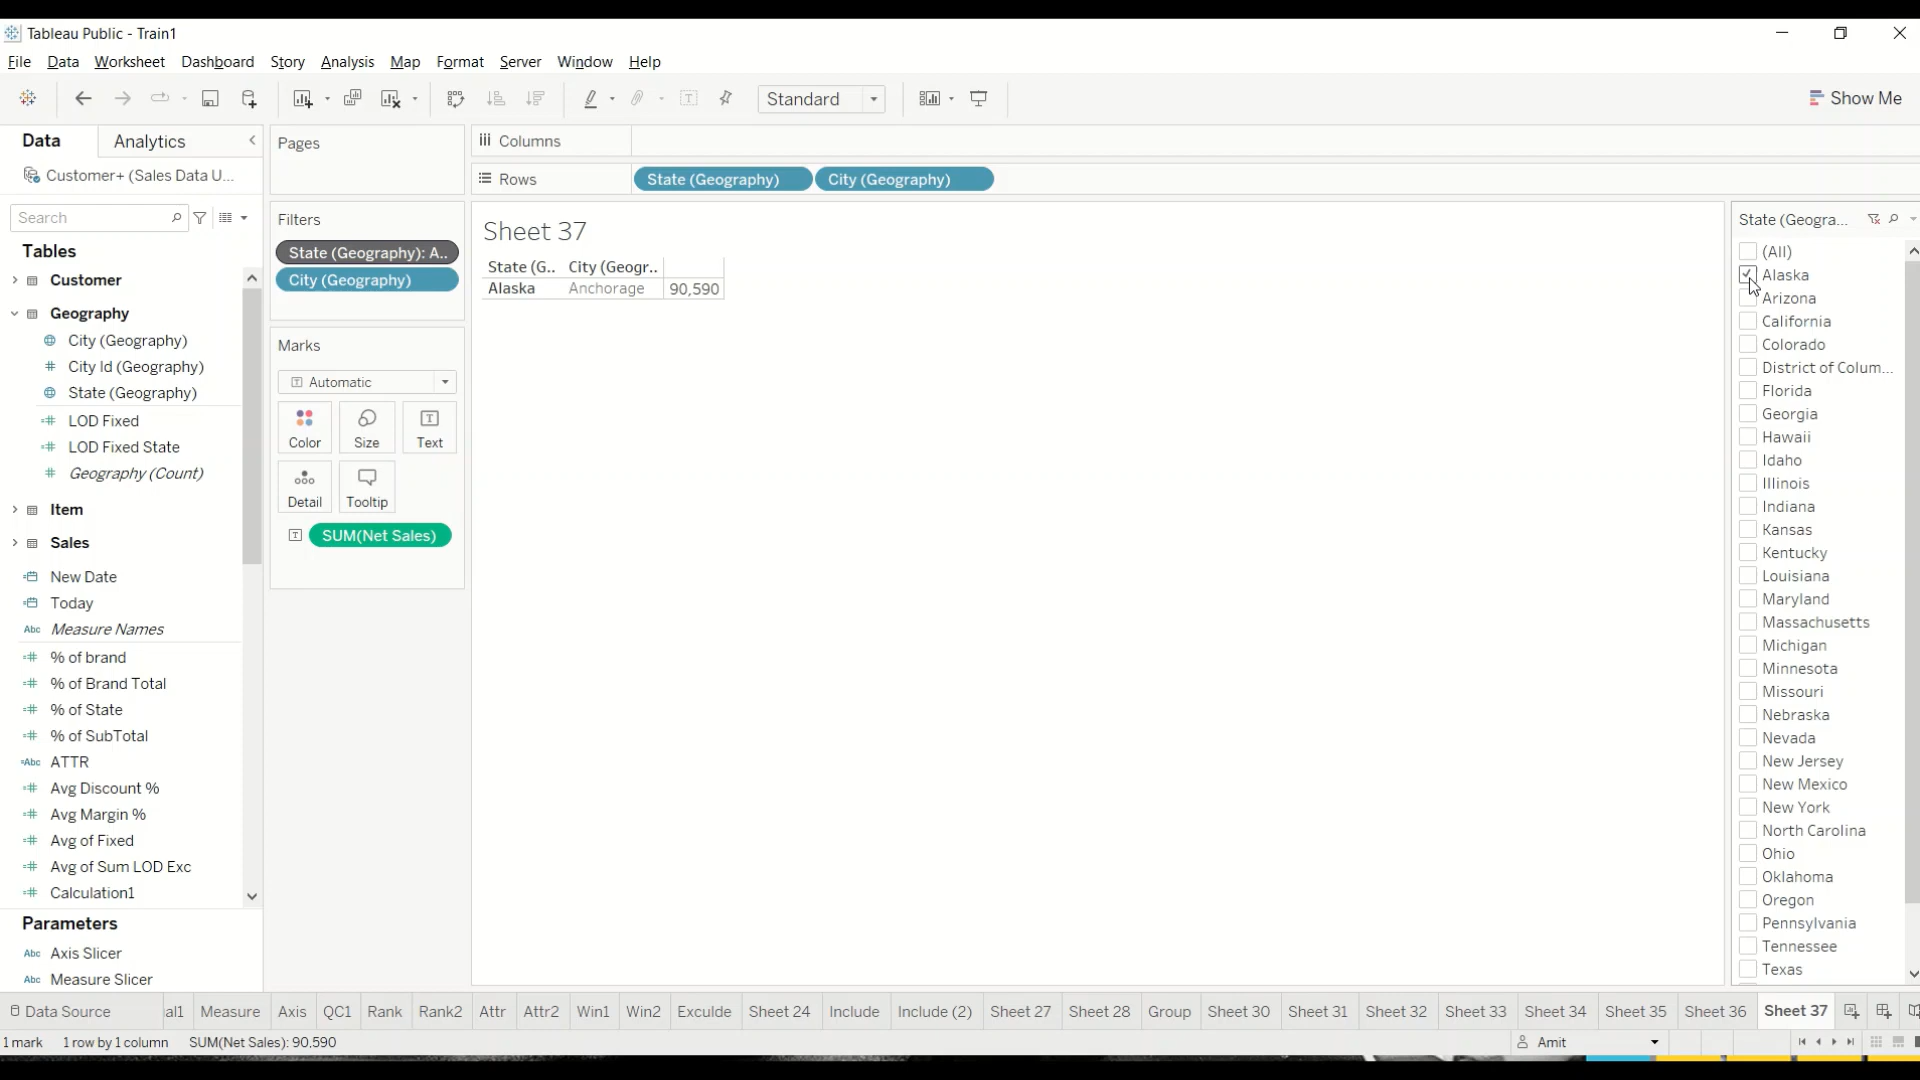 Tableau Public - Train1
File Data Worksheet Dashboard Story Analysis Map Format Server Window Help
Standard
Show Me
Data Analytics
Customer+ (Sales Data U...
Search
Tables
Customer
Geography
City (Geography)
City Id (Geography)
State (Geography)
LOD Fixed
LOD Fixed State
Geography (Count)
Item
Sales
New Date
Today
Abc Measure Names
% of brand
% of Brand Total
% of State
% of SubTotal
=Abc ATTR
Avg Discount %
Avg Margin %
Avg of Fixed
Avg of Sum LOD Exc
Calculation1
Parameters
Abc Axis Slicer
Abc Measure Slicer
Pages
Filters
State (Geography): A..
City (Geography)
Marks
Automatic
Color Size Text
Detail Tooltip
SUM(Net Sales)
Columns
Rows State (Geography) City (Geography)
Sheet 37
State (G.. City (Geogr..
Alaska Anchorage 90,590
State (Geogra...
(All)
Alaska
Arizona
California
Colorado
District of Colum...
Florida
Georgia
Hawaii
Idaho
Illinois
Indiana
Kansas
Kentucky
Louisiana
Maryland
Massachusetts
Michigan
Minnesota
Missouri
Nebraska
Nevada
New Jersey
New Mexico
New York
North Carolina
Ohio
Oklahoma
Oregon
Pennsylvania
Tennessee
Texas
Data Source al1 Measure Axis QC1 Rank Rank2 Attr Attr2 Win1 Win2 Exculde Sheet 24 Include Include (2) Sheet 27 Sheet 28 Group Sheet 30 Sheet 31 Sheet 32 Sheet 33 Sheet 34 Sheet 35 Sheet 36 Sheet 37
1 mark 1 row by 1 column SUM(Net Sales): 90,590 Amit